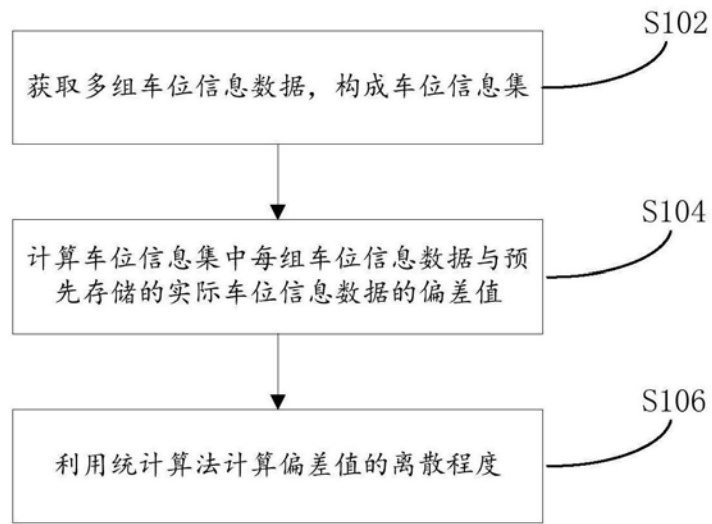 S102
获取多组车位信息数据，构成车位信息集
S104
计算车位信息集中每组车位信息数据与预
先存储的实际车位信息数据的偏差值
S106
利用统计算法计算偏差值的离散程度